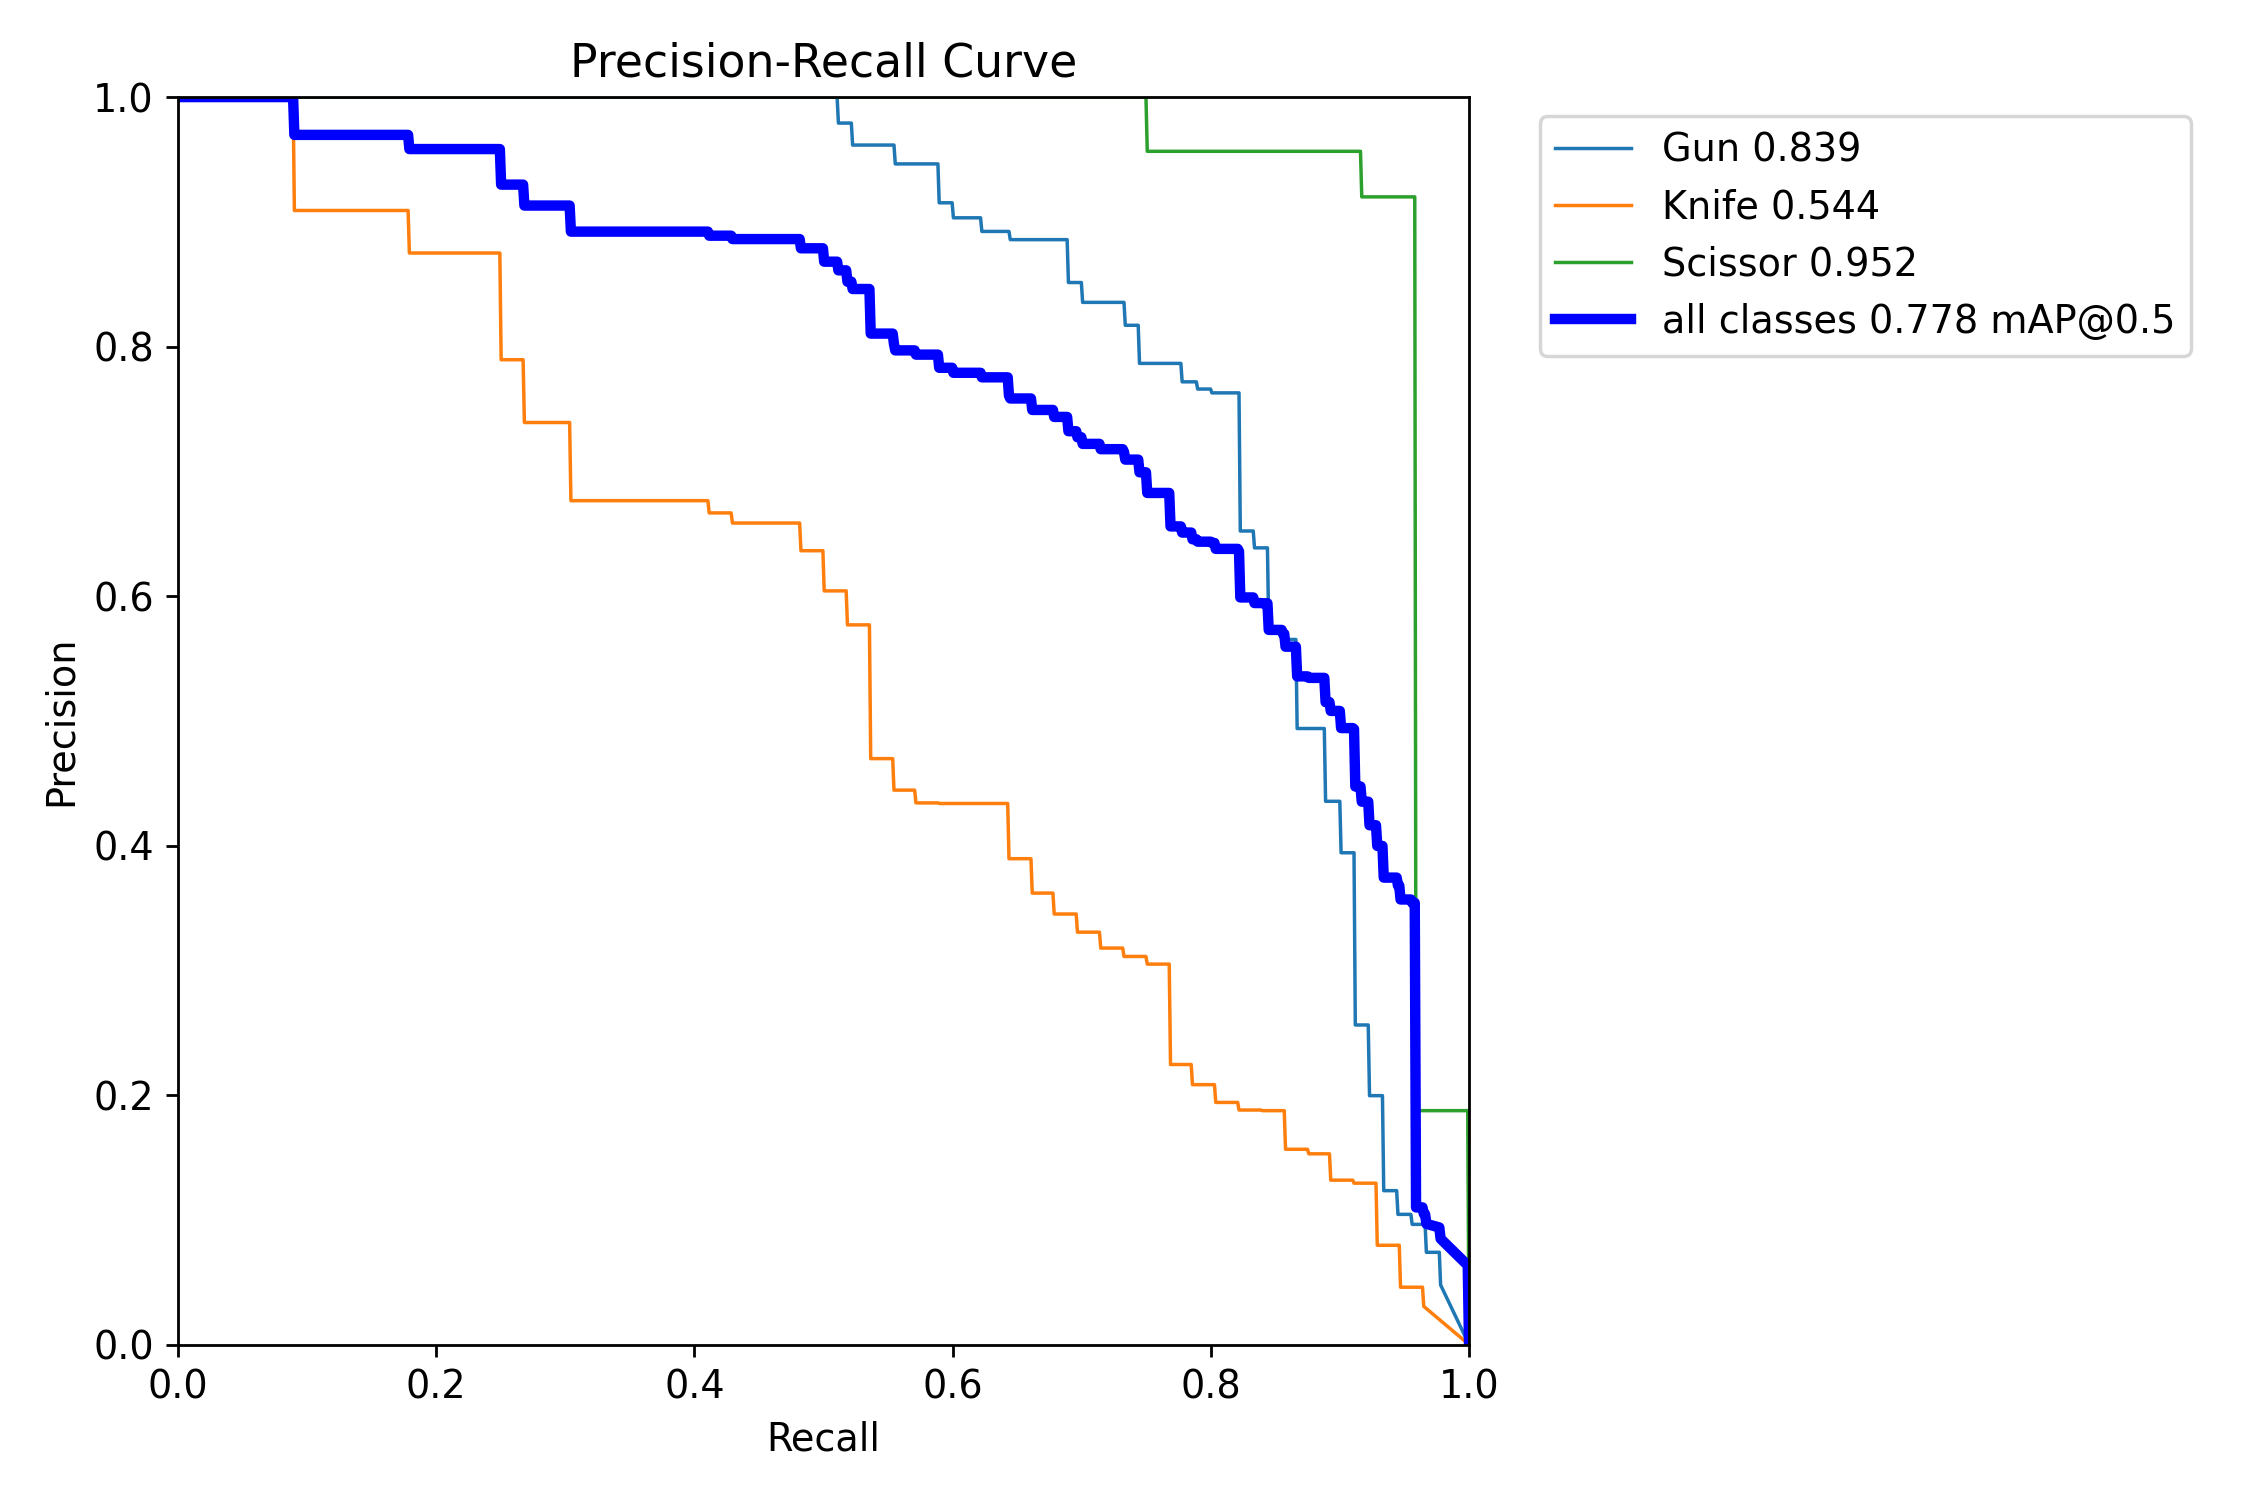 Precision-Recall Curve
1.0
0.8
0.6
0.4
0.2
0.0
Precision
0.0 0.2 0.4 0.6 0.8 1.0
Recall
Gun 0.839
Knife 0.544
Scissor 0.952
all classes 0.778 mAP@0.5